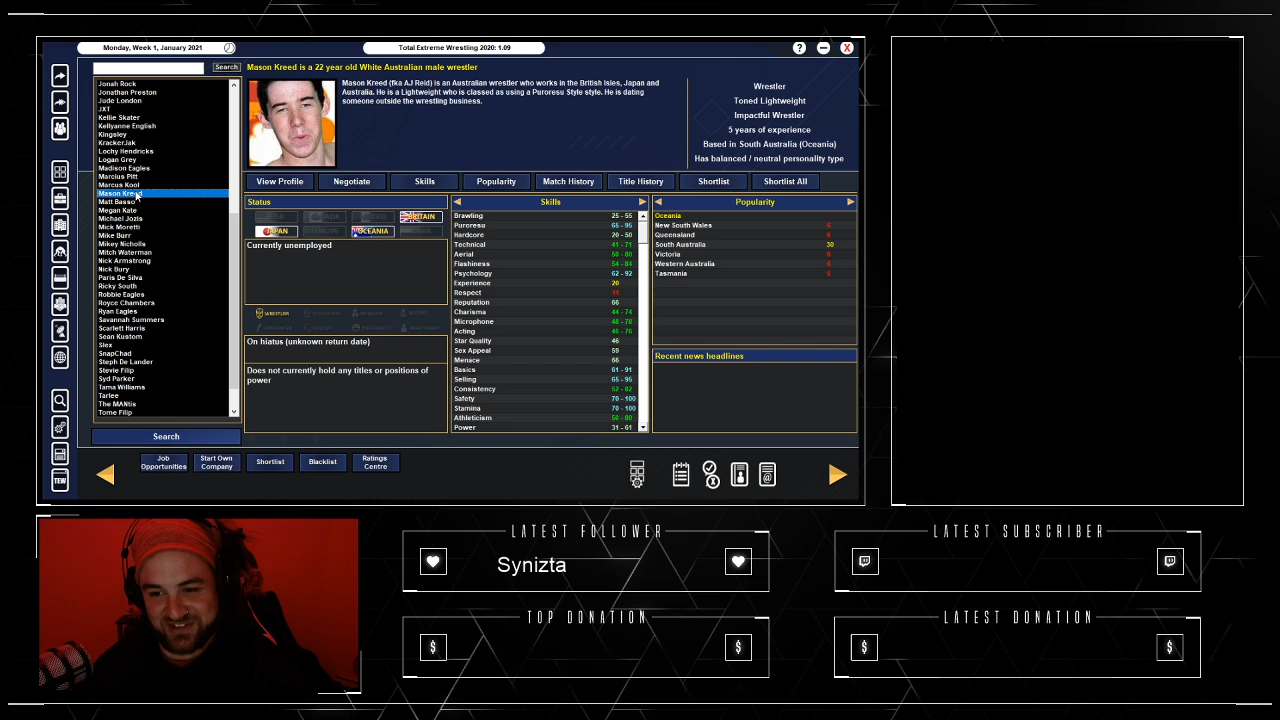 Monday, Week 1, January 2021
Total Extreme Wrestling 2020: 1.09
?
X
Search
Mason Kreed is a 22 year old White Australian male wrestler
Mason Kreed (fka AJ Reid) is an Australian wrestler who works in the British Isles, Japan and
Australia. He is a Lightweight who is classed as using a Puroresu Style style. He is dating
someone outside the wrestling business.
Wrestler
Toned Lightweight
Impactful Wrestler
5 years of experience
Based in South Australia (Oceania)
Has balanced / neutral personality type
Jonah Rock
Jonathan Preston
Jude London
JXT
Kellie Skater
Kellyanne English
Kingsley
KrackerJak
Lochy Hendricks
Logan Grey
Madison Eagles
Marcius Pitt
Marcus Kool
Mason Kreed
Matt Basso
Megan Kate
Michael Jozis
Mick Moretti
Mike Burr
Mikey Nicholls
Mitch Waterman
Nick Armstrong
Nick Bury
Paris De Silva
Ricky South
Robbie Eagles
Royce Chambers
Ryan Eagles
Savannah Summers
Scarlett Harris
Sean Kustom
Slex
SnapChad
Steph De Lander
Stevie Filip
Syd Parker
Tama Williams
Tarlee
The MANtis
Tome Filip
Search
View Profile
Negotiate
Skills
Popularity
Match History
Title History
Shortlist
Shortlist All
Status
BRITAIN
JAPAN
OCEANIA
Currently unemployed
WRESTLER
On hiatus (unknown return date)
Does not currently hold any titles or positions of
power
Skills
Brawling 25 - 55
Puroresu 65 - 95
Hardcore 20 - 50
Technical 41 - 71
Aerial 50 - 80
Flashiness 54 - 84
Psychology 62 - 92
Experience 20
Respect
Reputation 66
Charisma 44 - 74
Microphone 48 - 78
Acting 46 - 76
Star Quality 46
Sex Appeal 59
Menace 66
Basics 61 - 91
Selling 65 - 95
Consistency 52 - 82
Safety 70 - 100
Stamina 70 - 100
Athleticism 50 - 80
Power 31 - 61
Popularity
Oceania
New South Wales 6
Queensland 6
South Australia 30
Victoria 6
Western Australia 6
Tasmania 6
Recent news headlines
Job
Opportunities
Start Own
Company
Shortlist
Blacklist
Ratings
Centre
TEW
LATEST FOLLOWER
Synizta
LATEST SUBSCRIBER
TOP DONATION
$ $
LATEST DONATION
$ $